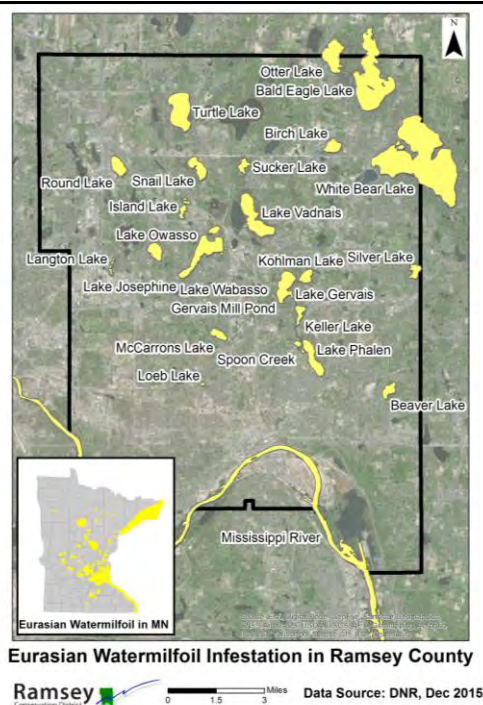 N
Otter Lake
Bald Eagle Lake
Turtle Lake
Birch Lake
Round Lake
Snail Lake
Sucker Lake
White Bear Lake
Island Lake
Lake Vadnais
Lake Owasso
Langton Lake
Kohlman Lake
Silver Lake
Lake Josephine
Lake Wabasso
Lake Gervais
Gervais Mill Pond
Keller Lake
McCarrons Lake
Spoon Creek
Lake Phalen
Loeb Lake
Beaver Lake
Mississippi River
Eurasian Watermilfoil in MN
Eurasian Watermilfoil Infestation in Ramsey County
Ramsey
Conservation District
Miles
0 1.5 3
Data Source: DNR, Dec 2015